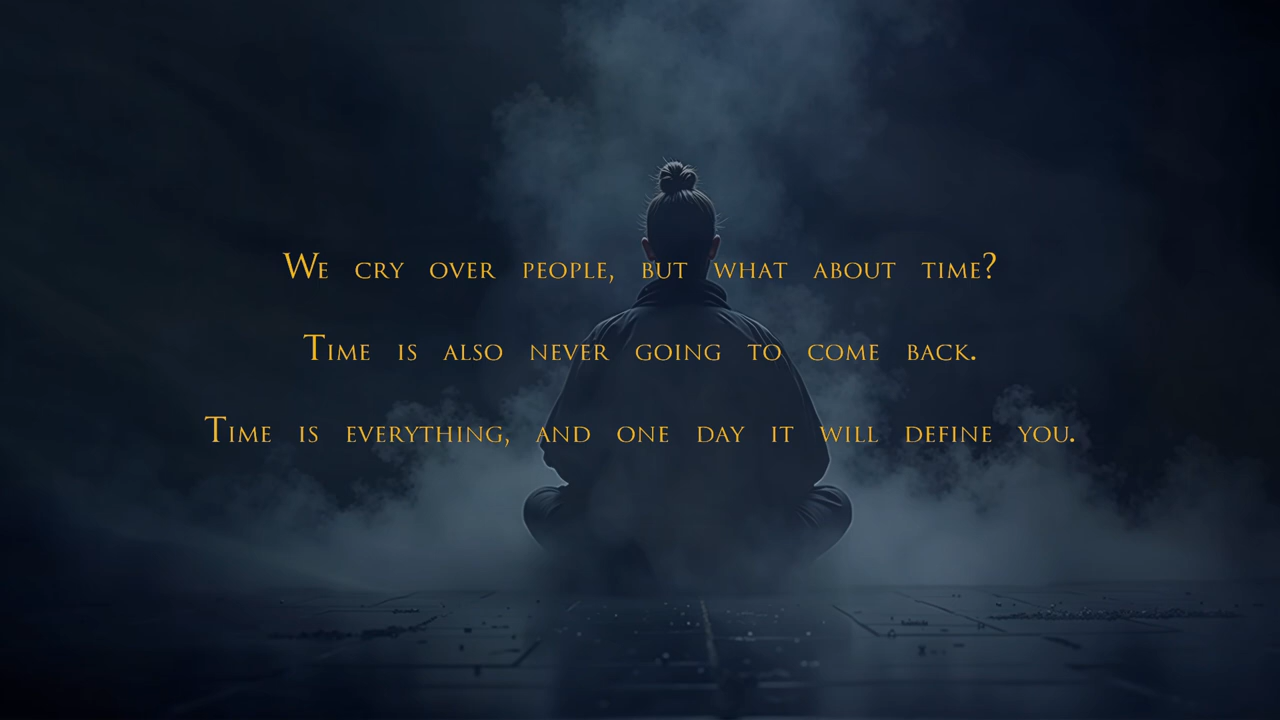 We cry over people, but what about time?
Time is also never going to come back.
Time is everything, and one day it will define you.